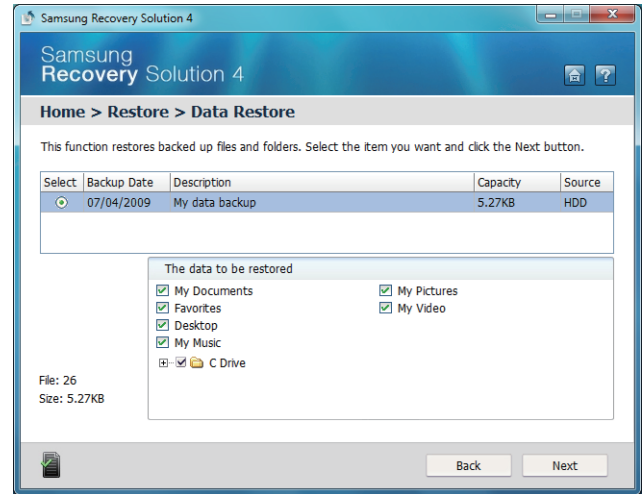 Samsung Recovery Solution 4
Samsung
Recovery Solution 4
?
Home > Restore > Data Restore
This function restores backed up files and folders. Select the item you want and click the Next button.
Select Backup Date Description Capacity Source
07/04/2009 My data backup 5.27KB HDD
The data to be restored
My Documents My Pictures
Favorites My Video
Desktop
My Music
C Drive
File: 26
Size: 5.27KB
Back Next